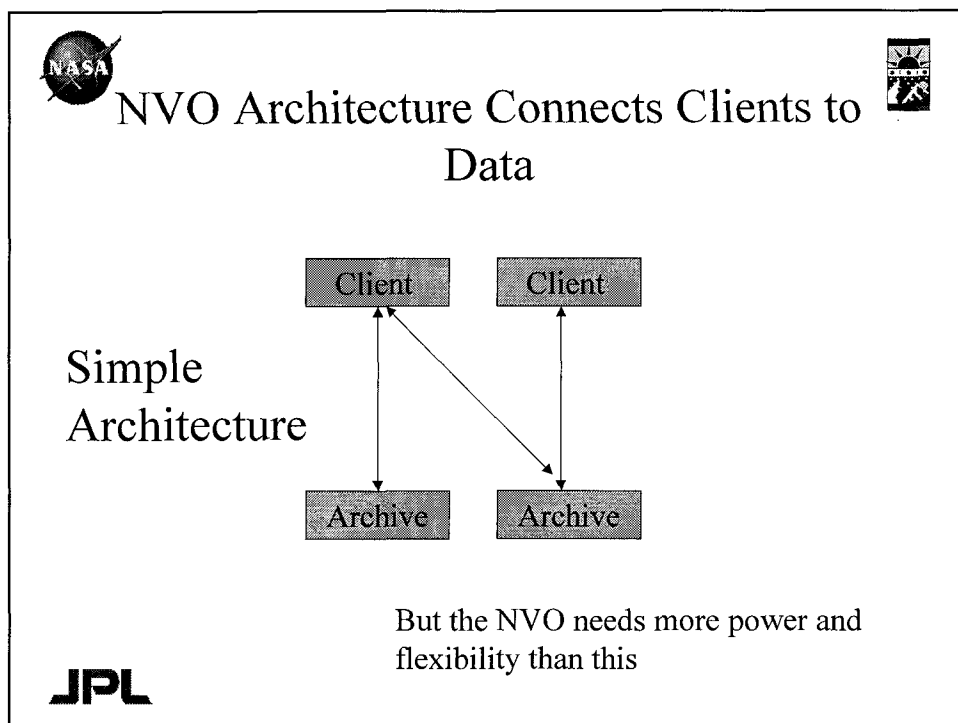 NASA
NVO Architecture Connects Clients to
Data
Client
Client
Simple
Architecture
Archive
Archive
But the NVO needs more power and
flexibility than this
JPL